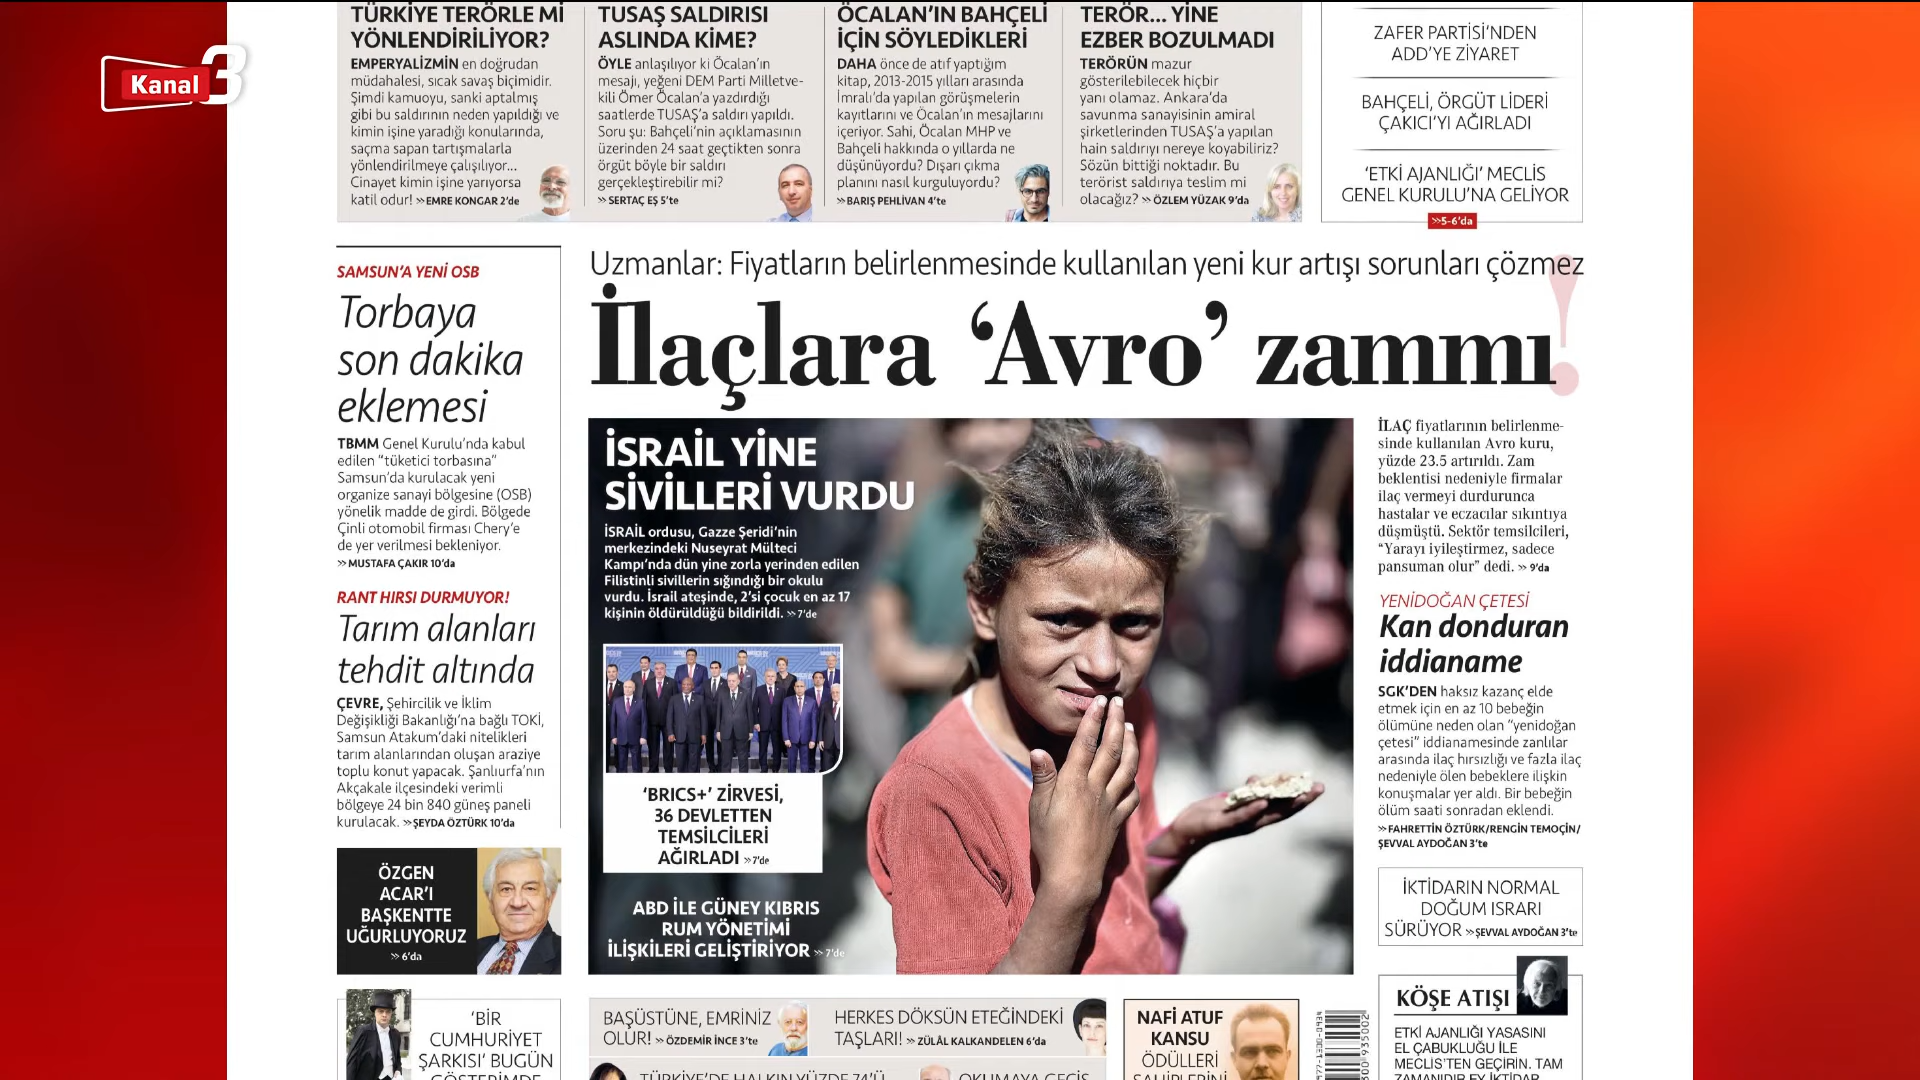 Kanal 3
TÜRKİYE TERÖRLE Mİ
YÖNLENDİRİLİYOR?
EMPERYALİZMİN en doğrudan
müdahalesi, sıcak savaş biçimidir.
Şimdi kamuoyu, sanki aptalmış
gibi bu saldırının neden yapıldığı ve
kimin işine yaradığı konularında,
saçma sapan tartışmalarla
yönlendirilmeye çalışılıyor...
Cinayet kimin işine yarıyorsa
katil odur! » EMRE KONGAR 2'de
TUSAŞ SALDIRISI
ASLINDA KİME?
ÖYLE anlaşılıyor ki Öcalan'ın
mesajı, yeğeni DEM Parti Milletve-
kili Ömer Öcalan'a yazdırdığı
saatlerde TUSAŞ'a saldırı yapıldı.
Soru şu: Bahçeli'nin açıklamasının
üzerinden 24 saat geçtikten sonra
örgüt böyle bir saldırı
gerçekleştirebilir mi?
» SERTAÇ EŞ 5'te
ÖCALAN'IN BAHÇELİ
İÇİN SÖYLEDİKLERİ
DAHA önce de atıf yaptığım
kitap, 2013-2015 yılları arasında
İmralı'da yapılan görüşmelerin
kayıtlarını ve Öcalan'ın mesajlarını
içeriyor. Sahi, Öcalan MHP ve
Bahçeli hakkında o yıllarda ne
düşünüyordu? Dışarı çıkma
planını nasıl kurguluyordu?
» BARIŞ PEHLİVAN 4'te
TERÖR... YİNE
EZBER BOZULMADI
TERÖRÜN mazur
gösterilebilecek hiçbir
yanı olamaz. Ankara'da
savunma sanayisinin amiral
şirketlerinden TUSAŞ'a yapılan
hain saldırıyı nereye koyabiliriz?
Sözün bittiği noktadır. Bu
terörist saldırıya teslim mi
olacağız? » ÖZLEM YÜZAK 9'da
ZAFER PARTİSİ'NDEN
ADD'YE ZİYARET
BAHÇELİ, ÖRGÜT LİDERİ
ÇAKICI'YI AĞIRLADI
'ETKİ AJANLIĞI' MECLİS
GENEL KURULU'NA GELİYOR
»5-6'da
SAMSUN'A YENİ OSB
Torbaya
son dakika
eklemesi
TBMM Genel Kurulu'nda kabul
edilen "tüketici torbasına"
Samsun'da kurulacak yeni
organize sanayi bölgesine (OSB)
yönelik madde de girdi. Bölgede
Çinli otomobil firması Chery'e
de yer verilmesi bekleniyor.
» MUSTAFA ÇAKIR 10'da
RANT HIRSI DURMUYOR!
Tarım alanları
tehdit altında
ÇEVRE, Şehircilik ve İklim
Değişikliği Bakanlığı'na bağlı TOKİ,
Samsun Atakum'daki nitelikleri
tarım alanlarından oluşan araziye
toplu konut yapacak. Şanlıurfa'nın
Akçakale ilçesindeki verimli
bölgeye 24 bin 840 güneş paneli
kurulacak. » ŞEYDA ÖZTÜRK 10'da
ÖZGEN
ACAR'I
BAŞKENTTE
UĞURLUYORUZ
» 6'da
'BİR
CUMHURİYET
ŞARKISI' BUGÜN
GÖSTERİMDE
Uzmanlar: Fiyatların belirlenmesinde kullanılan yeni kur artışı sorunları çözmez
İlaçlara 'Avro' zammı!
İSRAİL YİNE
SİVİLLERİ VURDU
İSRAİL ordusu, Gazze Şeridi'nin
merkezindeki Nuseyrat Mülteci
Kampı'nda dün yine zorla yerinden edilen
Filistinli sivillerin sığındığı bir okulu
vurdu. İsrail ateşinde, 2'si çocuk en az 17
kişinin öldürüldüğü bildirildi. » 7'de
'BRICS+' ZİRVESİ,
36 DEVLETTEN
TEMSİLCİLERİ
AĞIRLADI » 7'de
ABD İLE GÜNEY KIBRIS
RUM YÖNETİMİ
İLİŞKİLERİ GELİŞTİRİYOR » 7'de
İLAÇ fiyatlarının belirlenme-
sinde kullanılan Avro kuru,
yüzde 23.5 artırıldı. Zam
beklentisi nedeniyle firmalar
ilaç vermeyi durdurunca
hastalar ve eczacılar sıkıntıya
düşmüştü. Sektör temsilcileri,
"Yarayı iyileştirmez, sadece
pansuman olur" dedi. » 9'da
YENİDOĞAN ÇETESİ
Kan donduran
iddianame
SGK'DEN haksız kazanç elde
etmek için en az 10 bebeğin
ölümüne neden olan "yenidoğan
çetesi" iddianamesinde zanlılar
arasında ilaç hırsızlığı ve fazla ilaç
nedeniyle ölen bebeklere ilişkin
konuşmalar yer aldı. Bir bebeğin
ölüm saati sonradan eklendi.
» FAHRETTİN ÖZTÜRK/RENGİN TEMOÇİN/
ŞEVVAL AYDOĞAN 3'te
İKTİDARIN NORMAL
DOĞUM ISRARI
SÜRÜYOR » ŞEVVAL AYDOĞAN 3'te
KÖŞE ATIŞI
ETKİ AJANLIĞI YASASINI
EL ÇABUKLUĞU İLE
MECLİS'TEN GEÇİRİN. TAM
ZAMANIDIR EY İKTİDAR
BAŞÜSTÜNE, EMRİNİZ
OLUR! » ÖZDEMİR İNCE 3'te
HERKES DÖKSÜN ETEĞİNDEKİ
TAŞLARI! » ZÜLÂL KALKANDELEN 6'da
TÜRKİYE'DE HALKIN YÜZDE 74'Ü
OKUMAYA GEÇİŞ
NAFİ ATUF
KANSU
ÖDÜLLERİ
SAHİPLERİNİ